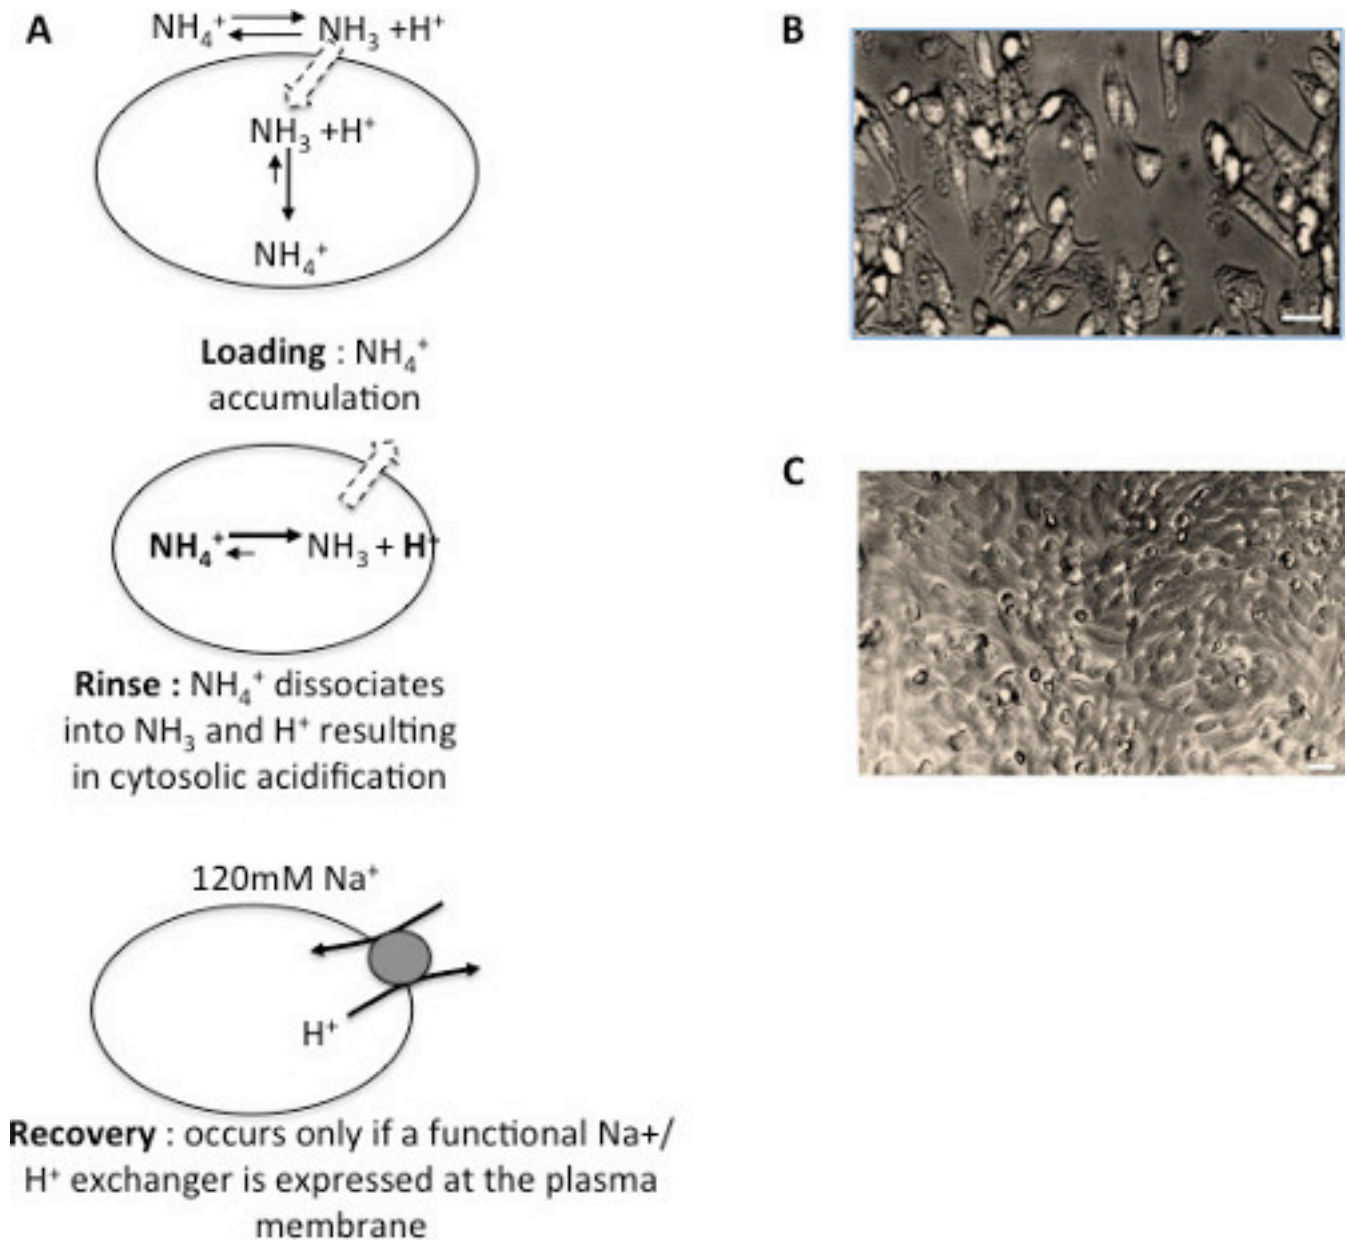 A
NH₄⁺ NH₃ +H⁺
NH₃ +H⁺
NH₄⁺
Loading : NH₄⁺
accumulation
NH₄⁺ NH₃ + H⁺
Rinse : NH₄⁺ dissociates
into NH₃ and H⁺ resulting
in cytosolic acidification
120mM Na⁺
H⁺
Recovery : occurs only if a functional Na+/
H⁺ exchanger is expressed at the plasma
membrane
B
C